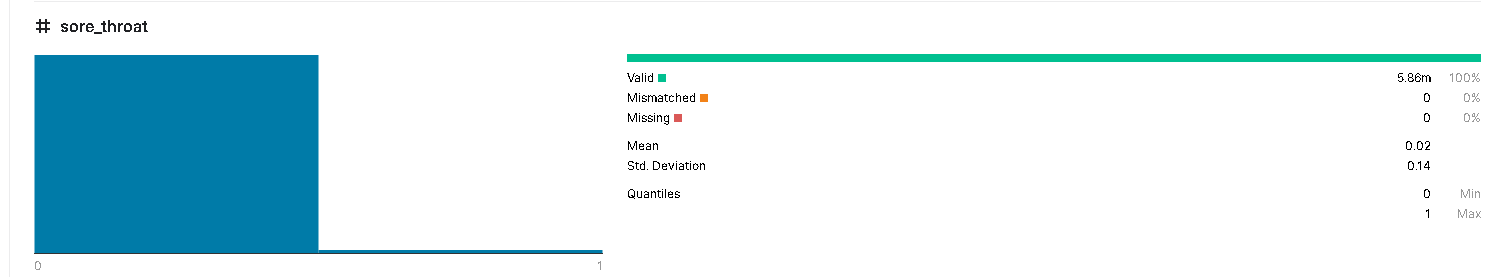 # sore_throat
0 1
Valid 5.86m 100%
Mismatched 0 0%
Missing 0 0%
Mean 0.02
Std. Deviation 0.14
Quantiles 0 Min
1 Max